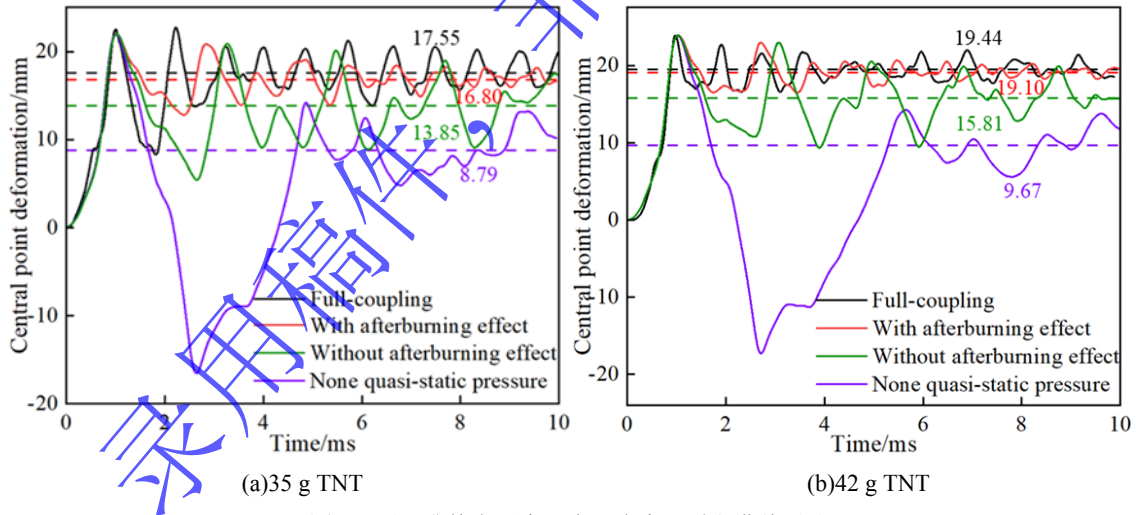 20
10
0
-10
-20
0
2
4
6
8
10
Central point deformation/mm
Time/ms
17.55
16.80
13.85
8.79
Full-coupling
With afterburning effect
Without afterburning effect
None quasi-static pressure
(a)35 g TNT
20
10
0
-10
-20
0
2
4
6
8
10
Central point deformation/mm
Time/ms
19.44
19.10
15.81
9.67
Full-coupling
With afterburning effect
Without afterburning effect
None quasi-static pressure
(b)42 g TNT
录用稿件，